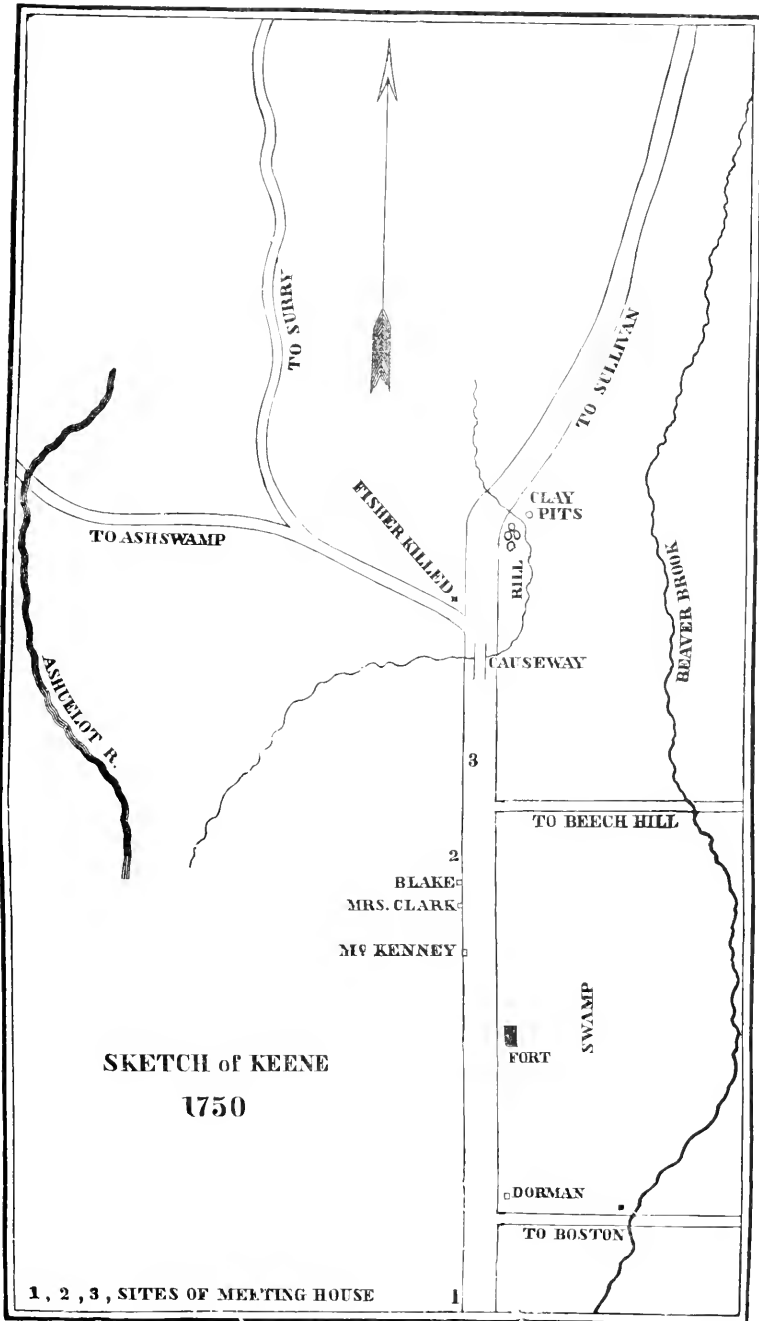 TO SURRY
TO SULLIVAN
FISHER KILLED
CLAY
PITS
TO ASHSWAMP
RILL
BEAVER BROOK
ASHUELOT R.
CAUSEWAY
3
TO BEECH HILL
2
BLAKE
MRS. CLARK
Mc KENNEY
SWAMP
FORT
SKETCH of KEENE
1750
DORMAN
TO BOSTON
1, 2, 3, SITES OF MEETING HOUSE
1